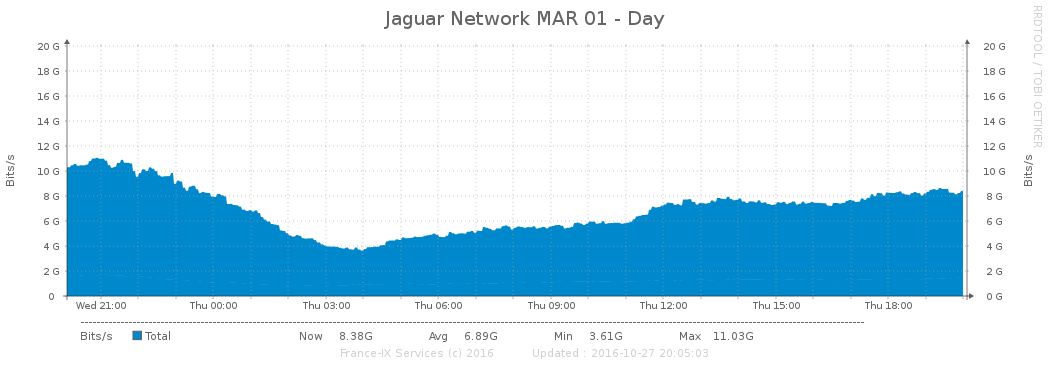 Jaguar Network MAR 01 - Day
RRDTOOL / TOBI OETIKER
Bits/s
20 G 20 G
18 G 18 G
16 G 16 G
14 G 14 G
12 G 12 G
10 G 10 G
8 G 8 G
6 G 6 G
4 G 4 G
2 G 2 G
0 0 G
Bits/s
Wed 21:00 Thu 00:00 Thu 03:00 Thu 06:00 Thu 09:00 Thu 12:00 Thu 15:00 Thu 18:00
Bits/s Total Now 8.38G Avg 6.89G Min 3.61G Max 11.03G
France-IX Services (c) 2016 Updated : 2016-10-27 20:05:03